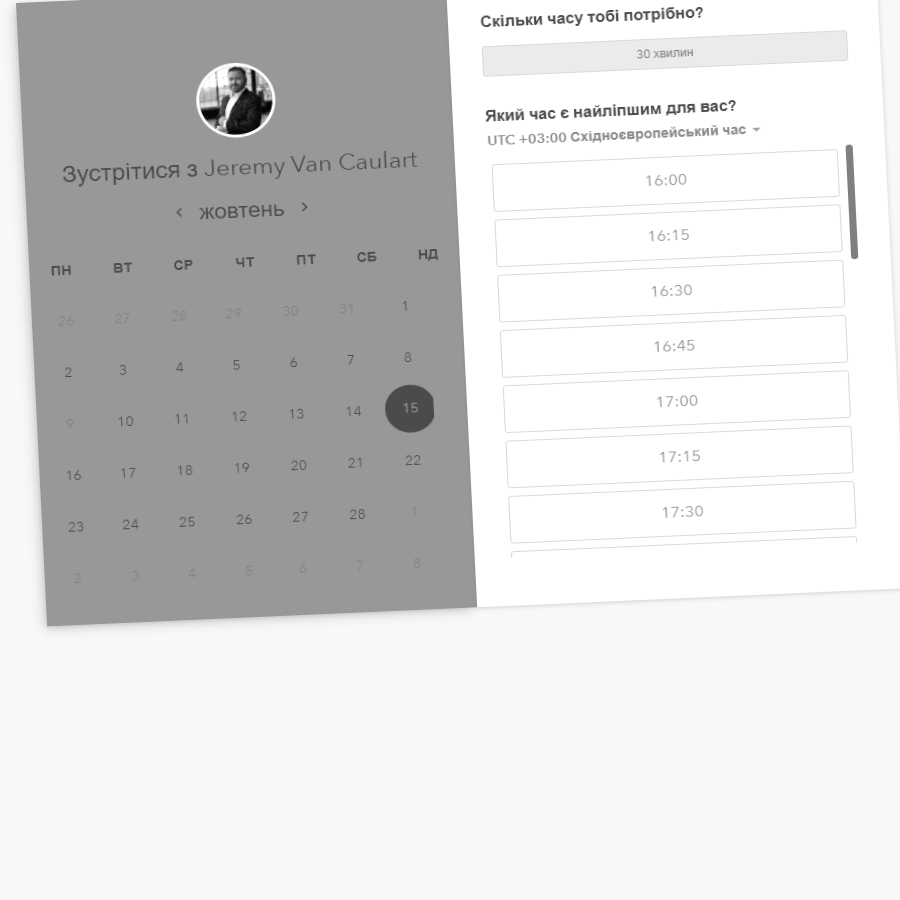 Зустрітися з Jeremy Van Caulart
‹ жовтень ›
ПН ВТ СР ЧТ ПТ СБ НД
26 27 28 29 30 31 1
2 3 4 5 6 7 8
9 10 11 12 13 14 15
16 17 18 19 20 21 22
23 24 25 26 27 28 1
2 3 4 5 6 7 8
Скільки часу тобі потрібно?
30 хвилин
Який час є найліпшим для вас?
UTC +03:00 Східноєвропейський час
16:00
16:15
16:30
16:45
17:00
17:15
17:30